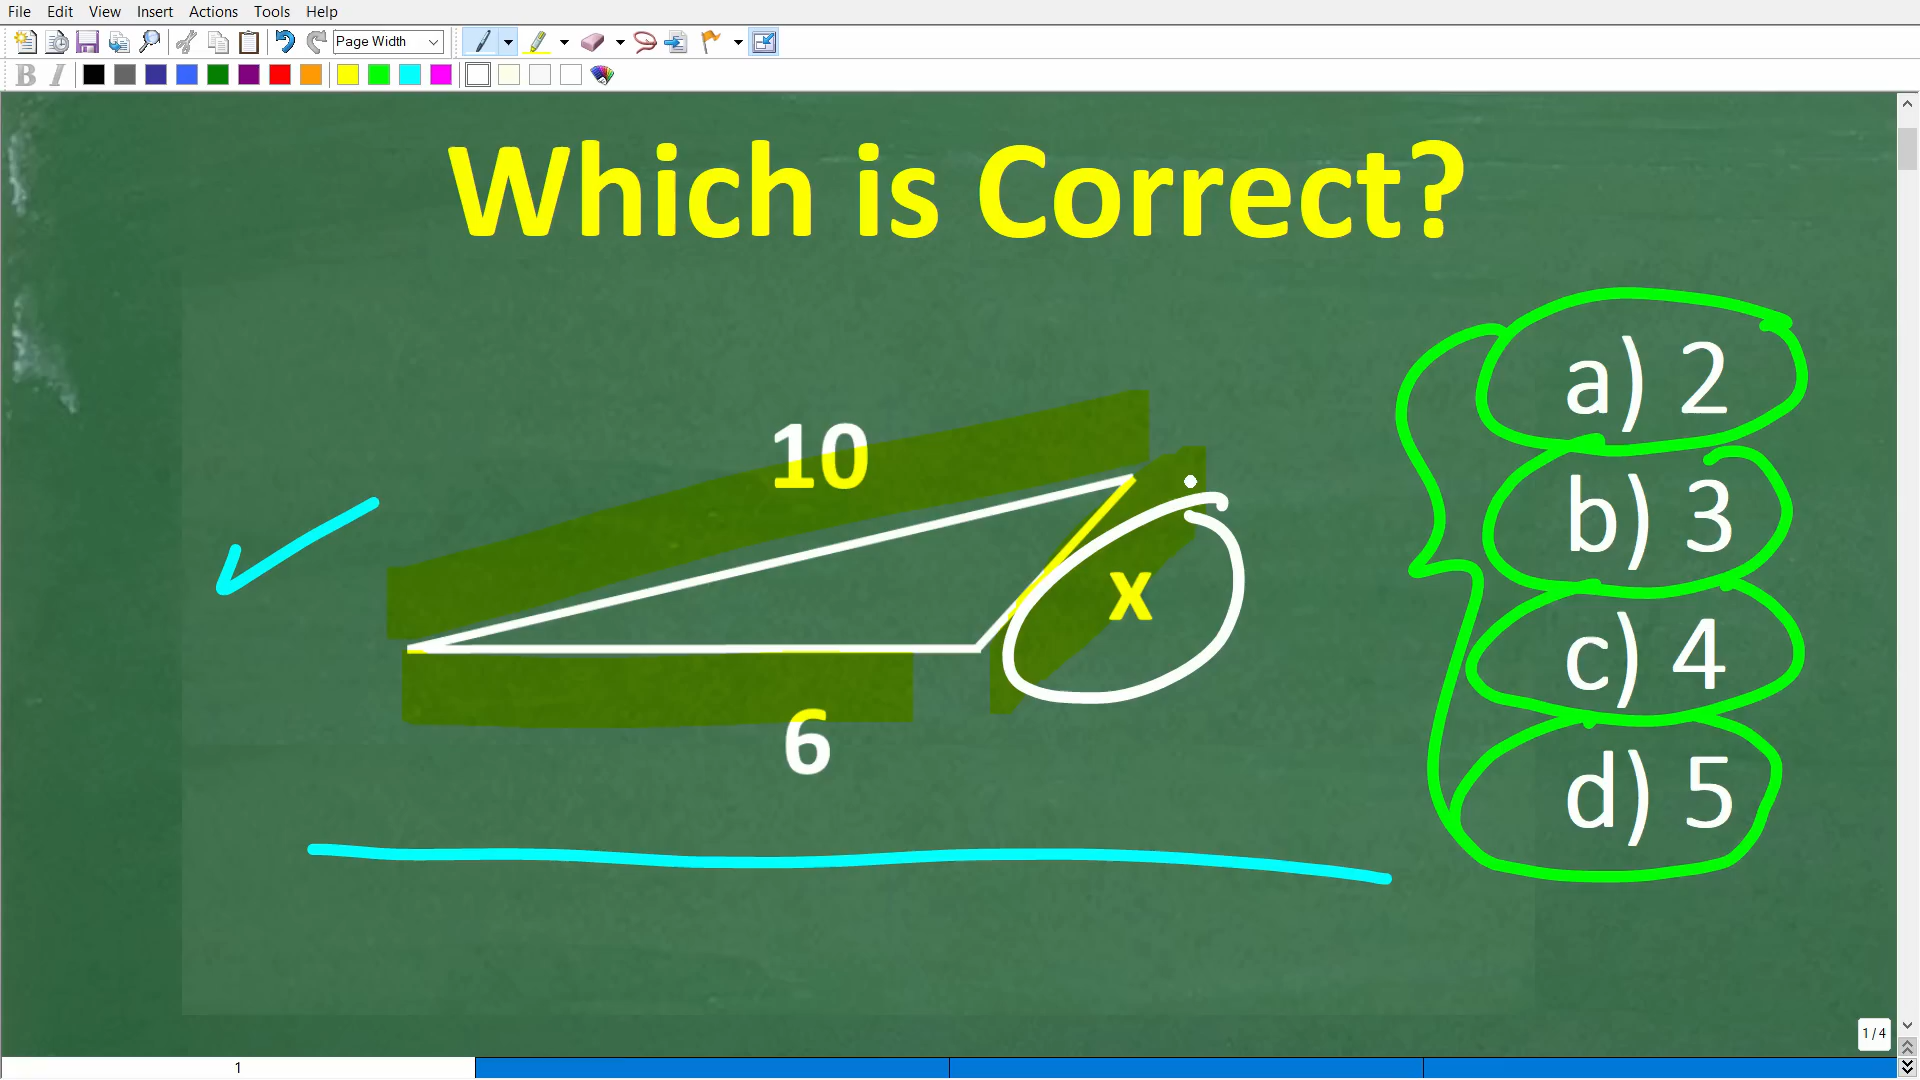 File Edit View Insert Actions Tools Help
Page Width
B I
Which is Correct?
10
x
6
a) 2
b) 3
c) 4
d) 5
1 / 4
1